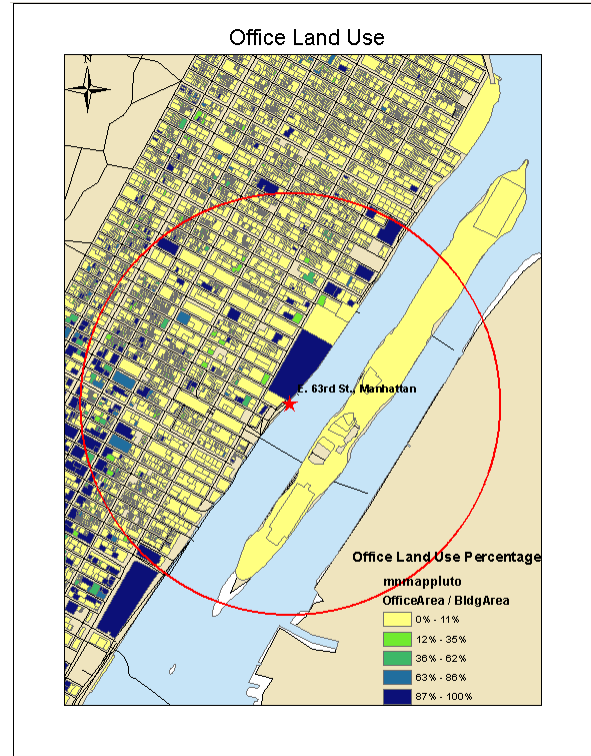 Office Land Use
N
E. 63rd St., Manhattan
Office Land Use Percentage
mnmappluto
OfficeArea / BldgArea
0% - 11%
12% - 35%
36% - 62%
63% - 86%
87% - 100%